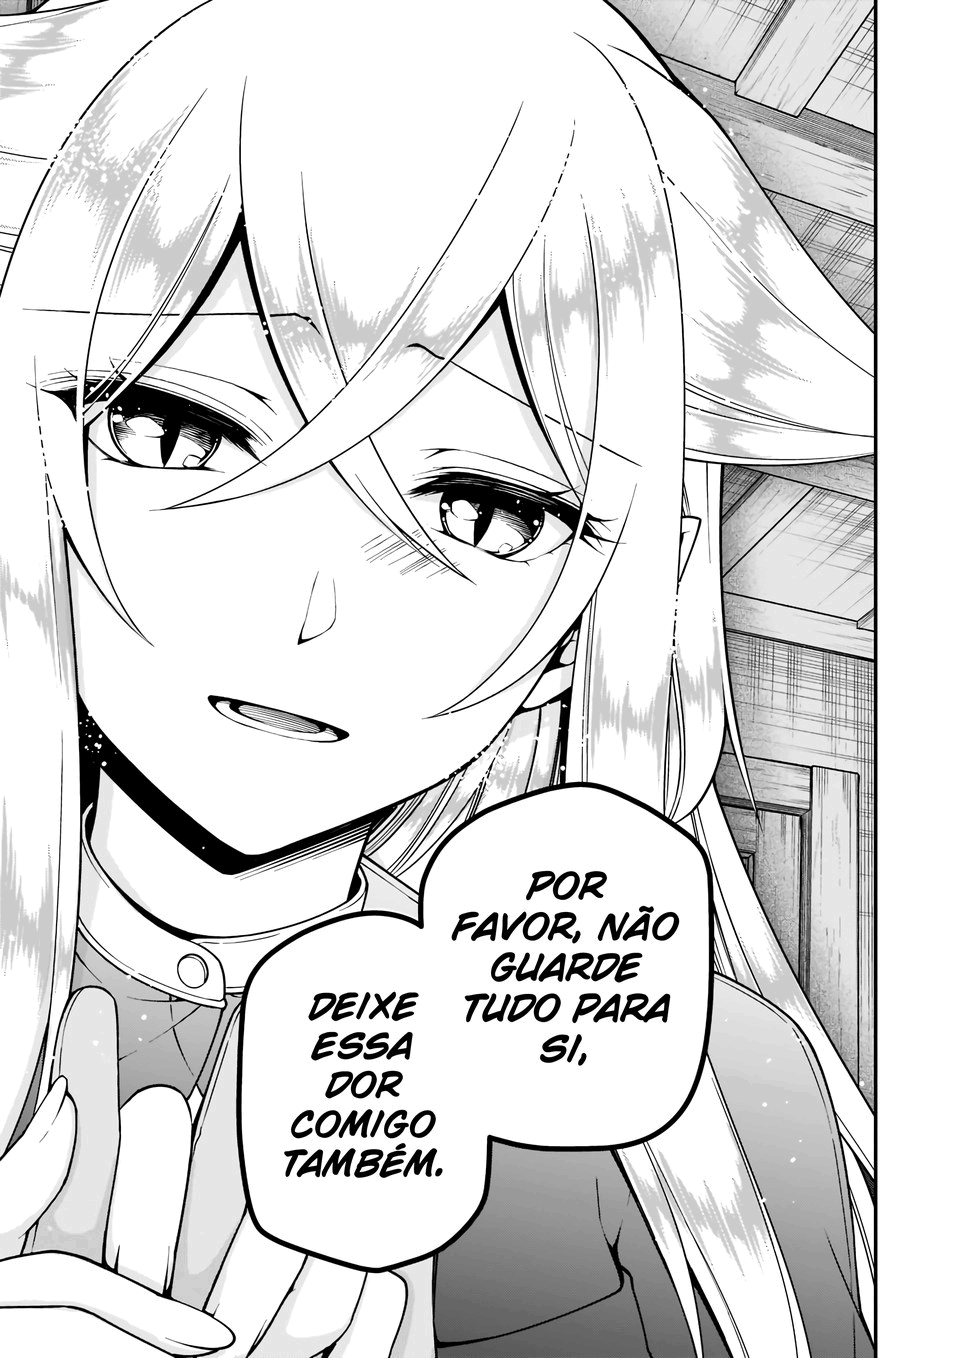 POR
FAVOR, NÃO
GUARDE
TUDO PARA
SI,
DEIXE
ESSA
DOR
COMIGO
TAMBÉM.